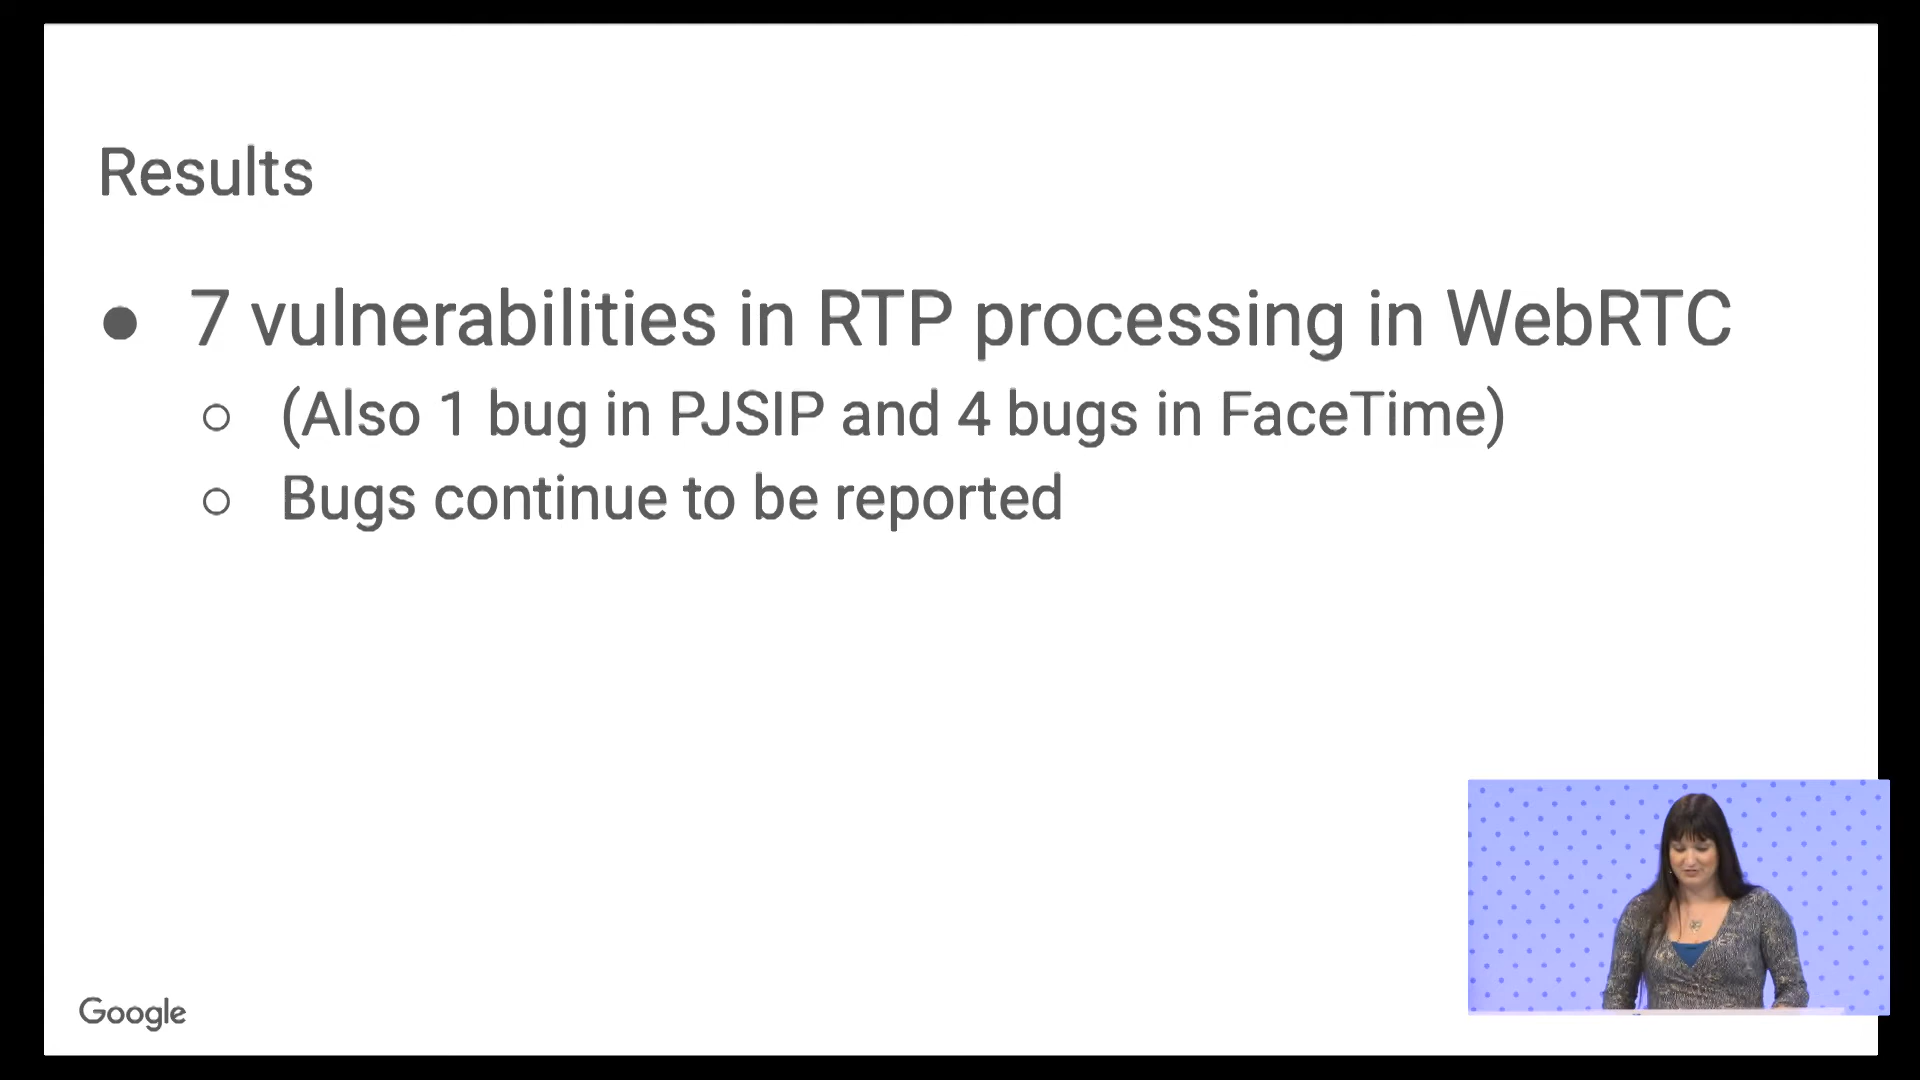 Results
● 7 vulnerabilities in RTP processing in WebRTC
○ (Also 1 bug in PJSIP and 4 bugs in FaceTime)
○ Bugs continue to be reported
Google